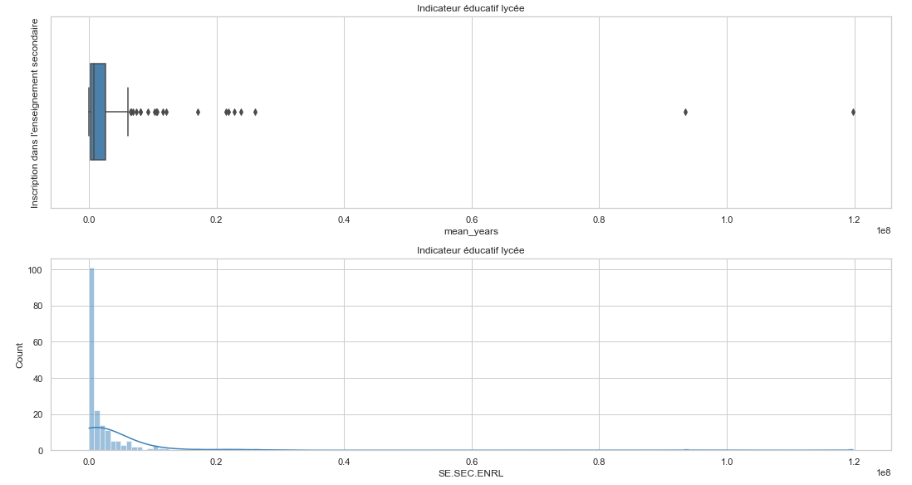 Indicateur éducatif lycée
Inscription dans l'enseignement secondaire
0.0 0.2 0.4 0.6 0.8 1.0 1.2
1e8
mean_years
Indicateur éducatif lycée
Count
100
80
60
40
20
0
0.0 0.2 0.4 0.6 0.8 1.0 1.2
1e8
SE.SEC.ENRL